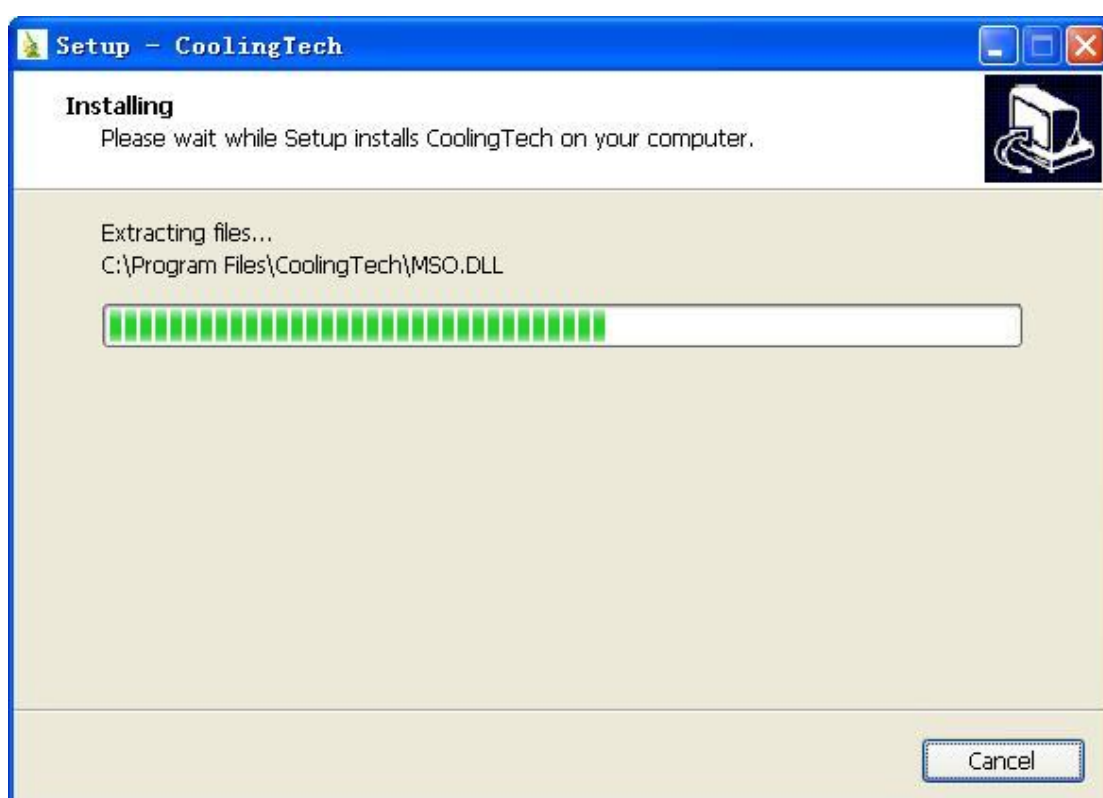 Setup - CoolingTech
Installing
Please wait while Setup installs CoolingTech on your computer.
Extracting files...
C:\Program Files\CoolingTech\MSO.DLL
Cancel